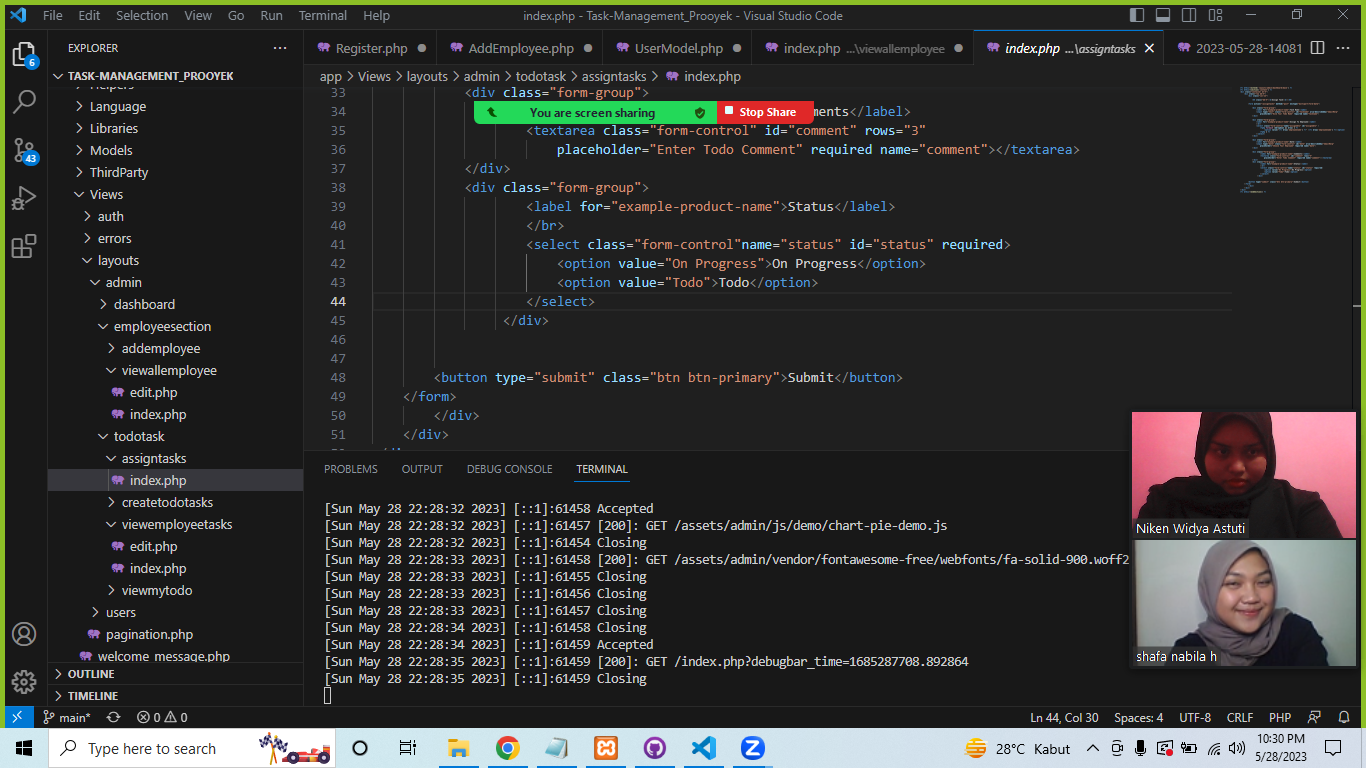 File Edit Selection View Go Run Terminal Help
index.php - Task-Management_Prooyek - Visual Studio Code
EXPLORER
TASK-MANAGEMENT_PROOYEK
Helpers
Language
Libraries
Models
ThirdParty
Views
auth
errors
layouts
admin
dashboard
employeesection
addemployee
viewallemployee
edit.php
index.php
todotask
assigntasks
index.php
createtodotasks
viewemployeetasks
edit.php
index.php
viewmytodo
users
pagination.php
welcome_message.php
OUTLINE
TIMELINE
6
43
Register.php AddEmployee.php UserModel.php index.php ...\viewallemployee index.php ...\assigntasks 2023-05-28-14081
app > Views > layouts > admin > todotask > assigntasks > index.php
You are screen sharing Stop Share
33 <div class="form-group">
34 ments</label>
35 <textarea class="form-control" id="comment" rows="3"
36 placeholder="Enter Todo Comment" required name="comment"></textarea>
37 </div>
38 <div class="form-group">
39 <label for="example-product-name">Status</label>
40 </br>
41 <select class="form-control"name="status" id="status" required>
42 <option value="On Progress">On Progress</option>
43 <option value="Todo">Todo</option>
44 </select>
45 </div>
46
47
48 <button type="submit" class="btn btn-primary">Submit</button>
49 </form>
50 </div>
51 </div>
PROBLEMS OUTPUT DEBUG CONSOLE TERMINAL
[Sun May 28 22:28:32 2023] [::1]:61458 Accepted
[Sun May 28 22:28:32 2023] [::1]:61457 [200]: GET /assets/admin/js/demo/chart-pie-demo.js
[Sun May 28 22:28:32 2023] [::1]:61454 Closing
[Sun May 28 22:28:33 2023] [::1]:61458 [200]: GET /assets/admin/vendor/fontawesome-free/webfonts/fa-solid-900.woff2
[Sun May 28 22:28:33 2023] [::1]:61455 Closing
[Sun May 28 22:28:33 2023] [::1]:61456 Closing
[Sun May 28 22:28:33 2023] [::1]:61457 Closing
[Sun May 28 22:28:34 2023] [::1]:61458 Closing
[Sun May 28 22:28:34 2023] [::1]:61459 Accepted
[Sun May 28 22:28:35 2023] [::1]:61459 [200]: GET /index.php?debugbar_time=1685287708.892864
[Sun May 28 22:28:35 2023] [::1]:61459 Closing
Niken Widya Astuti
shafa nabila h
main* 0 0
Ln 44, Col 30 Spaces: 4 UTF-8 CRLF PHP
Type here to search
28°C Kabut
10:30 PM
5/28/2023